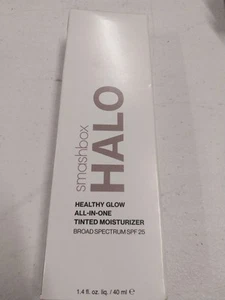 smashbox
HALO
HEALTHY GLOW
ALL-IN-ONE
TINTED MOISTURIZER
BROAD SPECTRUM SPF 25
1.4 fl. oz. liq. / 40 ml ℮